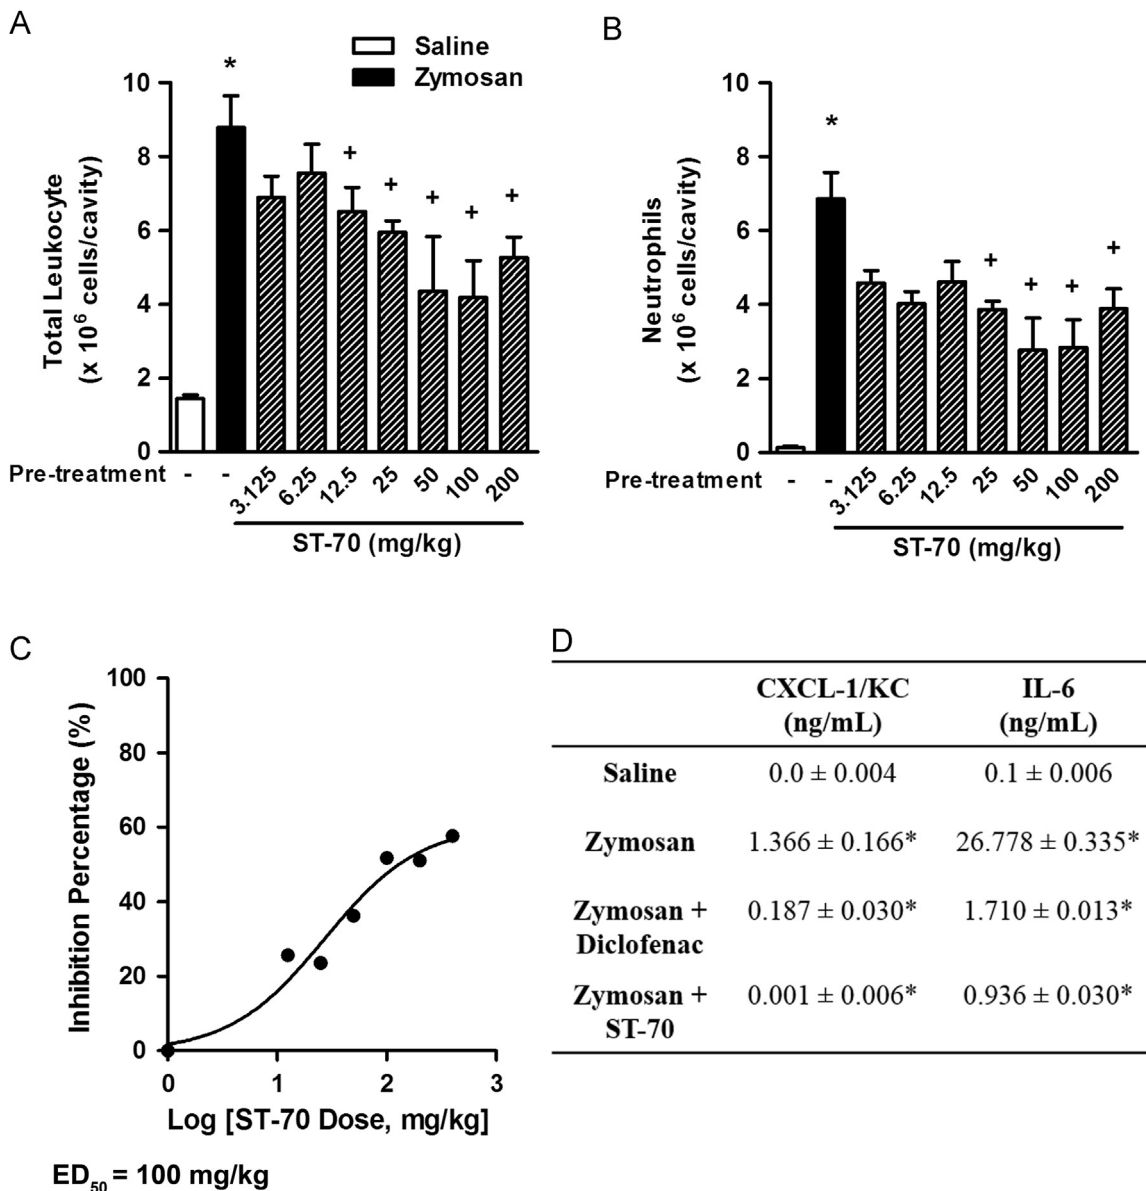 A
Saline
Zymosan
Total Leukocyte
(x 10⁶ cells/cavity)
10
8
6
4
2
0
*
+
+
+
+
+
Pre-treatment - - 3.125 6.25 12.5 25 50 100 200
ST-70 (mg/kg)
B
Neutrophils
(x 10⁶ cells/cavity)
10
8
6
4
2
0
*
+
+
+
+
Pre-treatment - - 3.125 6.25 12.5 25 50 100 200
ST-70 (mg/kg)
C
Inhibition Percentage (%)
100
80
60
40
20
0
0 1 2 3
Log [ST-70 Dose, mg/kg]
ED₅₀ = 100 mg/kg
D
CXCL-1/KC IL-6
(ng/mL) (ng/mL)
Saline 0.0 ± 0.004 0.1 ± 0.006
Zymosan 1.366 ± 0.166* 26.778 ± 0.335*
Zymosan + 0.187 ± 0.030* 1.710 ± 0.013*
Diclofenac
Zymosan + 0.001 ± 0.006* 0.936 ± 0.030*
ST-70